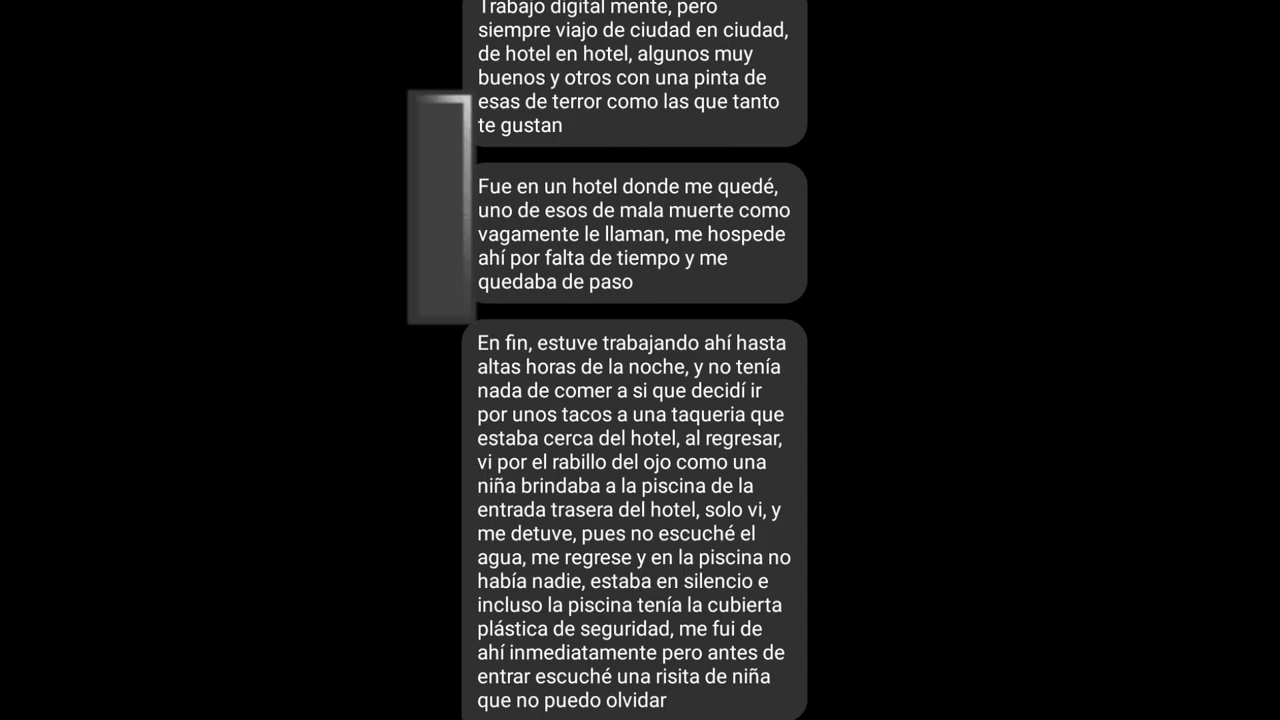 Trabajo digital mente, pero
siempre viajo de ciudad en ciudad,
de hotel en hotel, algunos muy
buenos y otros con una pinta de
esas de terror como las que tanto
te gustan
Fue en un hotel donde me quedé,
uno de esos de mala muerte como
vagamente le llaman, me hospede
ahí por falta de tiempo y me
quedaba de paso
En fin, estuve trabajando ahí hasta
altas horas de la noche, y no tenía
nada de comer a si que decidí ir
por unos tacos a una taqueria que
estaba cerca del hotel, al regresar,
vi por el rabillo del ojo como una
niña brindaba a la piscina de la
entrada trasera del hotel, solo vi, y
me detuve, pues no escuché el
agua, me regrese y en la piscina no
había nadie, estaba en silencio e
incluso la piscina tenía la cubierta
plástica de seguridad, me fui de
ahí inmediatamente pero antes de
entrar escuché una risita de niña
que no puedo olvidar